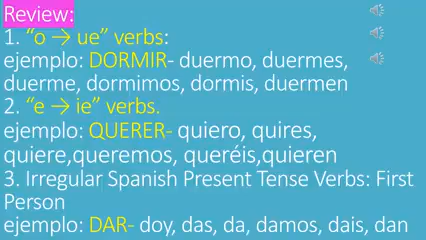 Review:
1. “o → ue” verbs:
ejemplo: DORMIR- duermo, duermes,
duerme, dormimos, dormis, duermen
2. “e → ie” verbs.
ejemplo: QUERER- quiero, quires,
quiere,queremos, queréis,quieren
3. Irregular Spanish Present Tense Verbs: First
Person
ejemplo: DAR- doy, das, da, damos, dais, dan